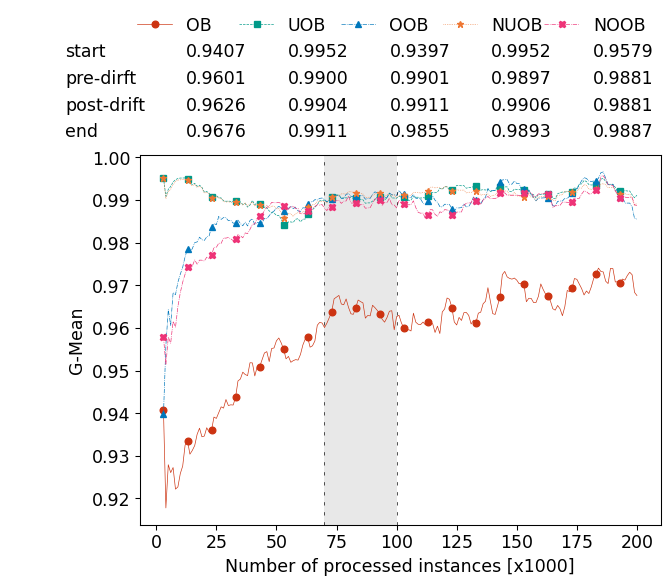 OB UOB OOB NUOB NOOB
start 0.9407 0.9952 0.9397 0.9952 0.9579
pre-dirft 0.9601 0.9900 0.9901 0.9897 0.9881
post-drift 0.9626 0.9904 0.9911 0.9906 0.9881
end 0.9676 0.9911 0.9855 0.9893 0.9887
1.00
0.99
0.98
0.97
0.96
0.95
0.94
0.93
0.92
G-Mean
0 25 50 75 100 125 150 175 200
Number of processed instances [x1000]